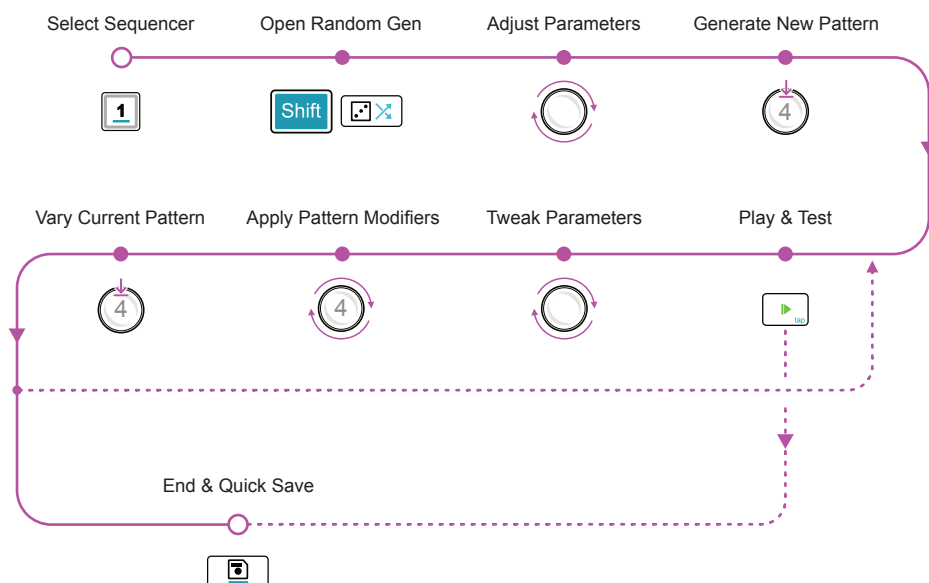 Select Sequencer
Open Random Gen
Adjust Parameters
Generate New Pattern
1
Shift
4
Vary Current Pattern
Apply Pattern Modifiers
Tweak Parameters
Play & Test
4
4
tap
End & Quick Save